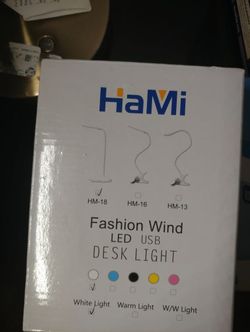 HaMi
HM-18 HM-16 HM-13
Fashion Wind
LED USB
DESK LIGHT
White Light Warm Light W/W Light